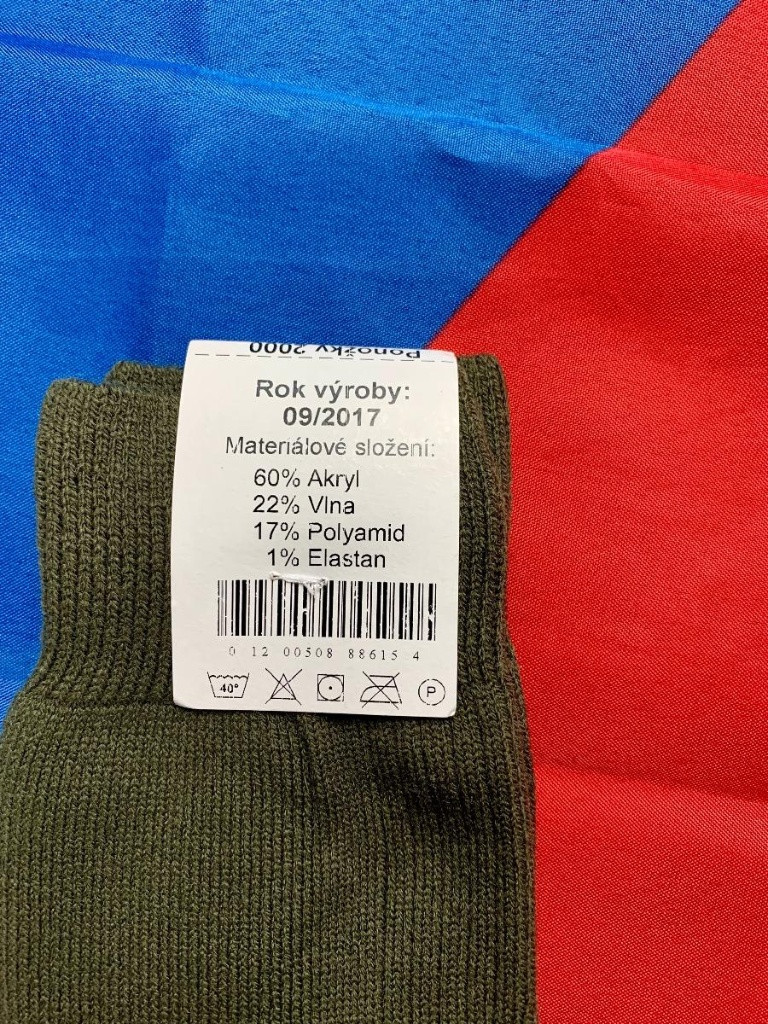 Ponožky 2000
Rok výroby:
09/2017
Materiálové složení:
60% Akryl
22% Vlna
17% Polyamid
1% Elastan
0 12 00508 88615 4
40° P